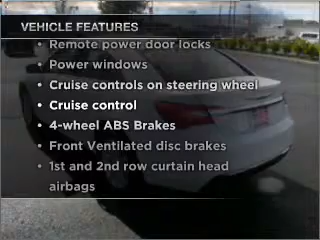 VEHICLE FEATURES
• Remote power door locks
• Power windows
• Cruise controls on steering wheel
• Cruise control
• 4-wheel ABS Brakes
• Front Ventilated disc brakes
• 1st and 2nd row curtain head
airbags